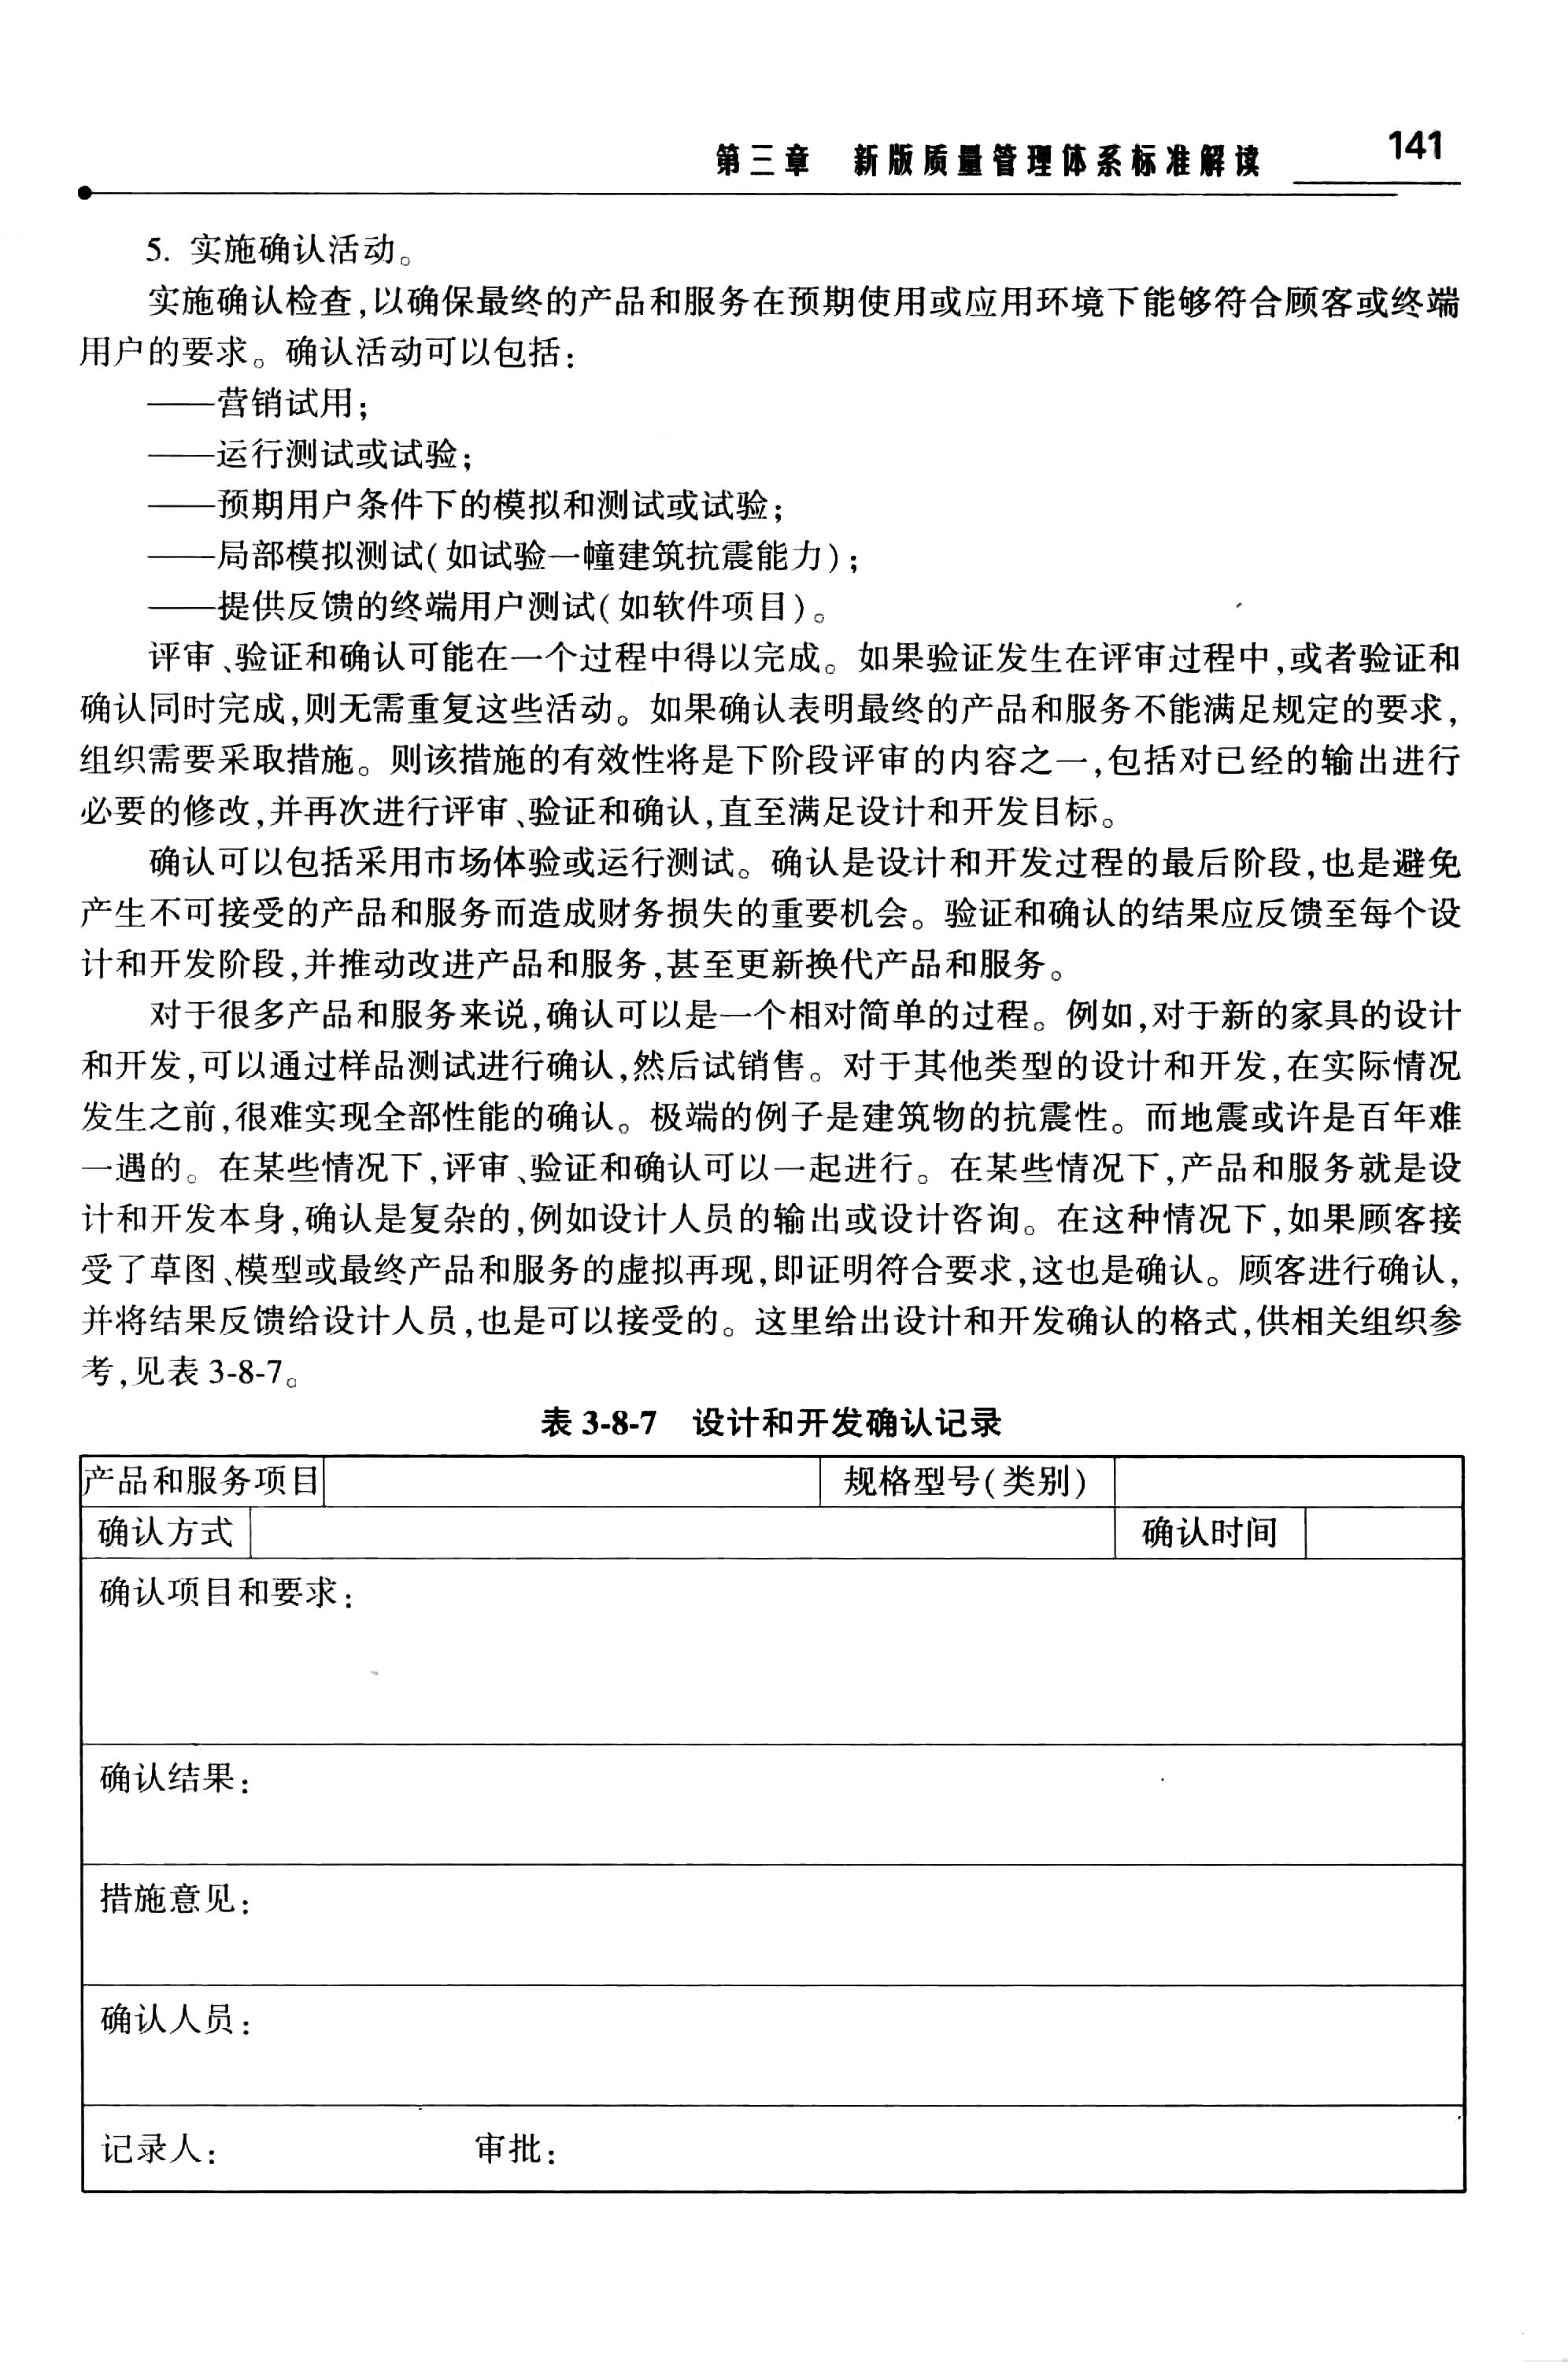 第三章 新版质量管理体系标准解读 141
5. 实施确认活动。
实施确认检查,以确保最终的产品和服务在预期使用或应用环境下能够符合顾客或终端
用户的要求。确认活动可以包括:
——营销试用;
——运行测试或试验;
——预期用户条件下的模拟和测试或试验;
——局部模拟测试(如试验一幢建筑抗震能力);
——提供反馈的终端用户测试(如软件项目)。
评审、验证和确认可能在一个过程中得以完成。如果验证发生在评审过程中,或者验证和
确认同时完成,则无需重复这些活动。如果确认表明最终的产品和服务不能满足规定的要求,
组织需要采取措施。则该措施的有效性将是下阶段评审的内容之一,包括对已经的输出进行
必要的修改,并再次进行评审、验证和确认,直至满足设计和开发目标。
确认可以包括采用市场体验或运行测试。确认是设计和开发过程的最后阶段,也是避免
产生不可接受的产品和服务而造成财务损失的重要机会。验证和确认的结果应反馈至每个设
计和开发阶段,并推动改进产品和服务,甚至更新换代产品和服务。
对于很多产品和服务来说,确认可以是一个相对简单的过程。例如,对于新的家具的设计
和开发,可以通过样品测试进行确认,然后试销售。对于其他类型的设计和开发,在实际情况
发生之前,很难实现全部性能的确认。极端的例子是建筑物的抗震性。而地震或许是百年难
一遇的。在某些情况下,评审、验证和确认可以一起进行。在某些情况下,产品和服务就是设
计和开发本身,确认是复杂的,例如设计人员的输出或设计咨询。在这种情况下,如果顾客接
受了草图、模型或最终产品和服务的虚拟再现,即证明符合要求,这也是确认。顾客进行确认,
并将结果反馈给设计人员,也是可以接受的。这里给出设计和开发确认的格式,供相关组织参
考,见表 3-8-7。
表 3-8-7 设计和开发确认记录
产品和服务项目 规格型号(类别)
确认方式 确认时间
确认项目和要求:
确认结果:
措施意见:
确认人员:
记录人: 审批: